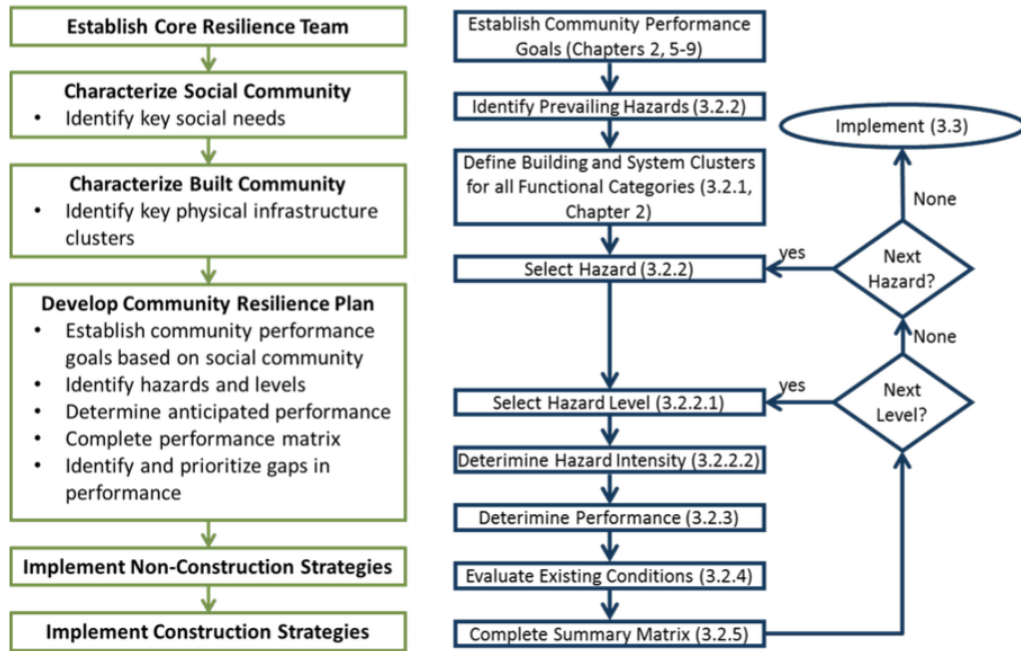 Establish Core Resilience Team
Characterize Social Community
• Identify key social needs
Characterize Built Community
• Identify key physical infrastructure
clusters
Develop Community Resilience Plan
• Establish community performance
goals based on social community
• Identify hazards and levels
• Determine anticipated performance
• Complete performance matrix
• Identify and prioritize gaps in
performance
Implement Non-Construction Strategies
Implement Construction Strategies
Establish Community Performance
Goals (Chapters 2, 5-9)
Identify Prevailing Hazards (3.2.2)
Define Building and System Clusters
for all Functional Categories (3.2.1,
Chapter 2)
Select Hazard (3.2.2)
Select Hazard Level (3.2.2.1)
Deterimine Hazard Intensity (3.2.2.2)
Deterimine Performance (3.2.3)
Evaluate Existing Conditions (3.2.4)
Complete Summary Matrix (3.2.5)
Implement (3.3)
None
yes
Next
Hazard?
None
yes
Next
Level?